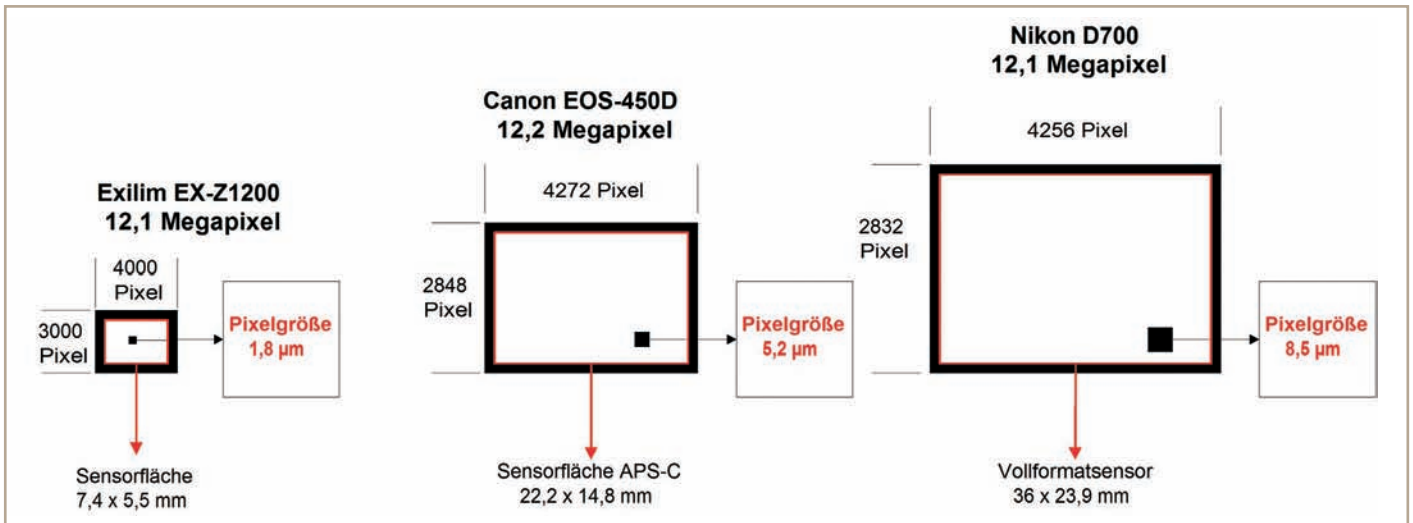 Exilim EX-Z1200
12,1 Megapixel
4000
Pixel
3000
Pixel
Pixelgröße
1,8 µm
Sensorfläche
7,4 x 5,5 mm
Canon EOS-450D
12,2 Megapixel
4272 Pixel
2848
Pixel
Pixelgröße
5,2 µm
Sensorfläche APS-C
22,2 x 14,8 mm
Nikon D700
12,1 Megapixel
4256 Pixel
2832
Pixel
Pixelgröße
8,5 µm
Vollformatsensor
36 x 23,9 mm